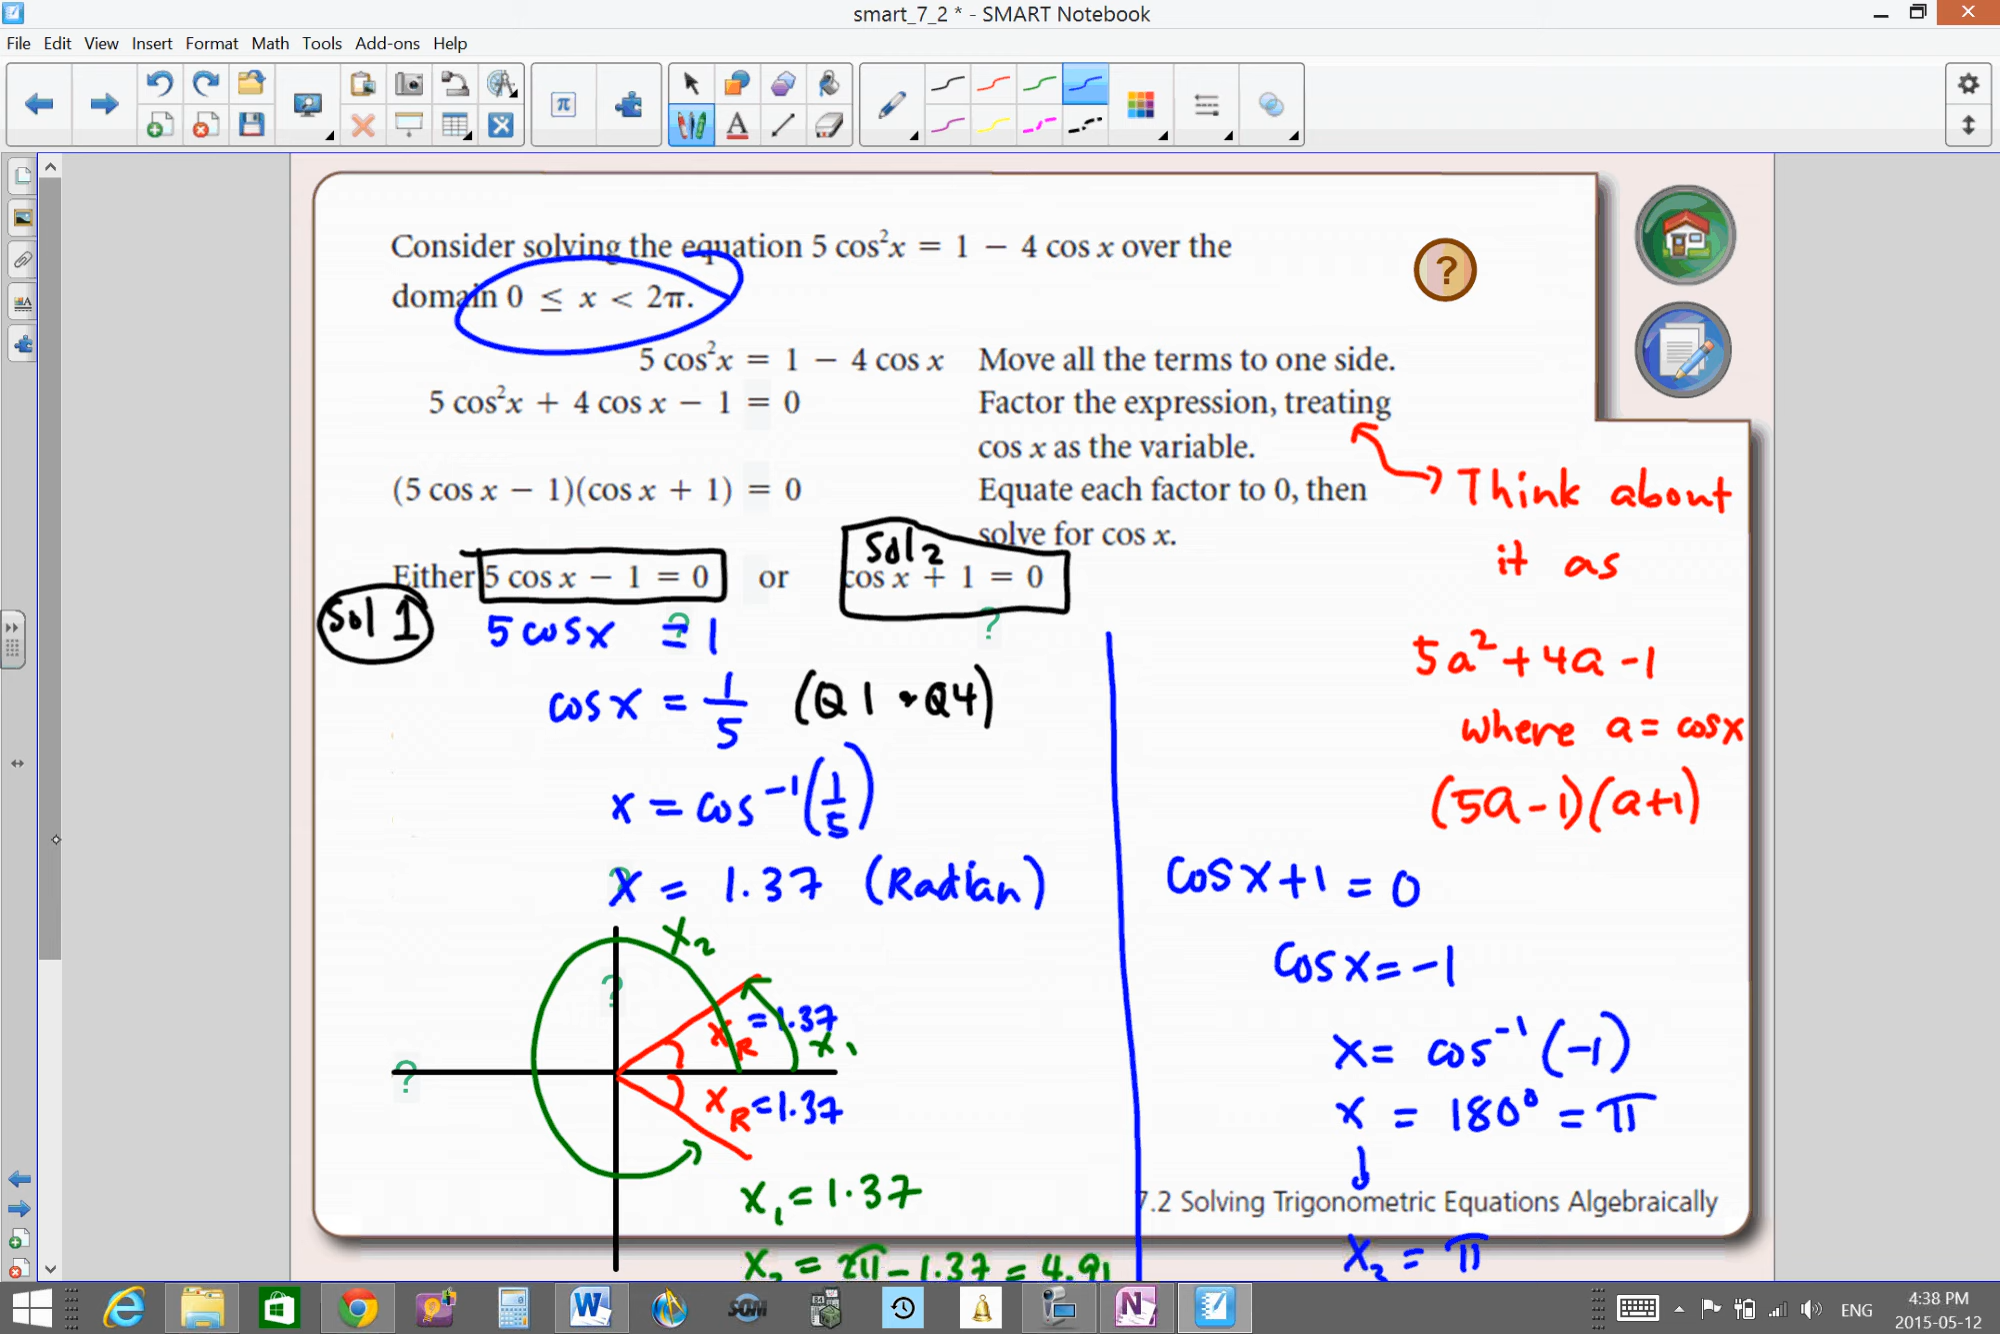 smart_7_2 * - SMART Notebook
File Edit View Insert Format Math Tools Add-ons Help
Consider solving the equation 5 cos²x = 1 − 4 cos x over the
domain 0 ≤ x < 2π.
?
5 cos²x = 1 − 4 cos x Move all the terms to one side.
5 cos²x + 4 cos x − 1 = 0 Factor the expression, treating
cos x as the variable.
(5 cos x − 1)(cos x + 1) = 0 Equate each factor to 0, then
solve for cos x.
Think about
it as
5a² + 4a - 1
where a = cosx
(5a - 1)(a+1)
Sol 2
Either 5 cos x − 1 = 0 or cos x + 1 = 0
Sol 1
5 cosx = 1
?
?
cosx = 1/5 (Q1 + Q4)
x = cos⁻¹(1/5)
?
x = 1.37 (Radian)
x₂
?
x_R = 1.37
x₁
?
x_R = 1.37
x₁ = 1.37
x₂ = 2π - 1.37 = 4.91
cosx + 1 = 0
cosx = -1
x = cos⁻¹(-1)
x = 180° = π
7.2 Solving Trigonometric Equations Algebraically
x₃ = π
ENG
4:38 PM
2015-05-12